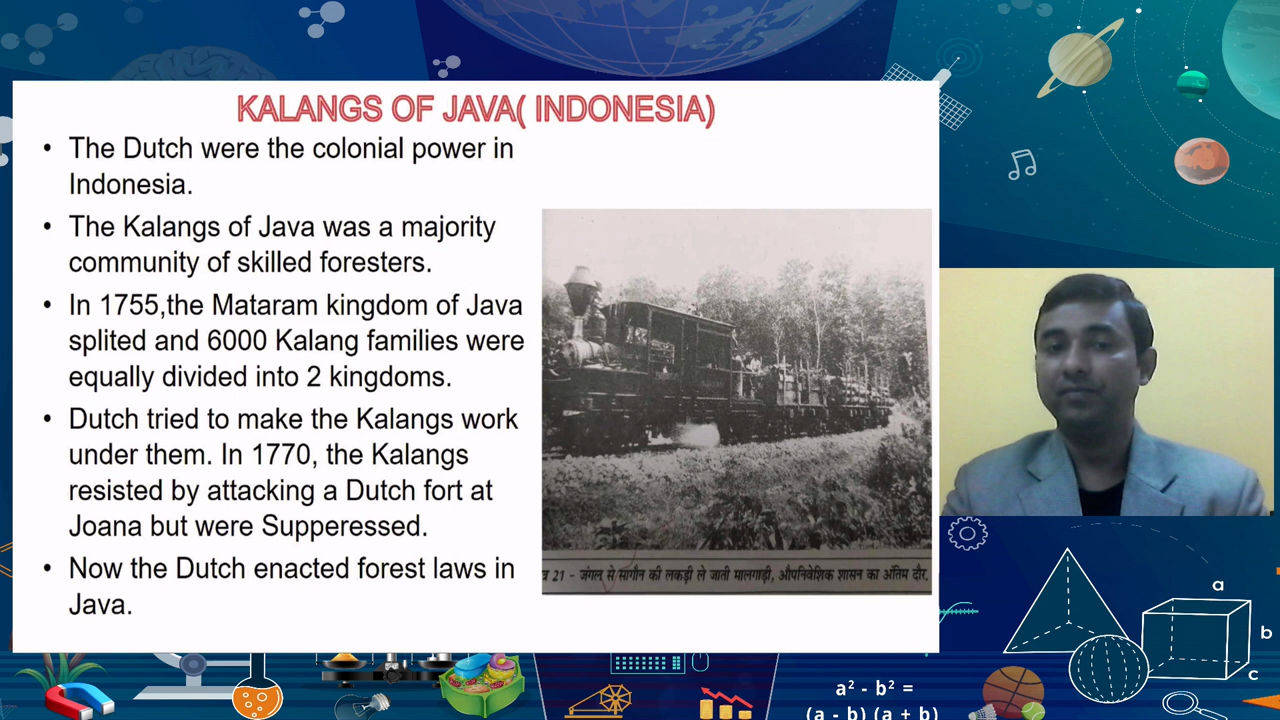 KALANGS OF JAVA( INDONESIA)
• The Dutch were the colonial power in
Indonesia.
• The Kalangs of Java was a majority
community of skilled foresters.
• In 1755,the Mataram kingdom of Java
splited and 6000 Kalang families were
equally divided into 2 kingdoms.
• Dutch tried to make the Kalangs work
under them. In 1770, the Kalangs
resisted by attacking a Dutch fort at
Joana but were Supperessed.
• Now the Dutch enacted forest laws in
Java.
21 - जंगल से सागौन की लकड़ी ले जाती मालगाड़ी, औपनिवेशिक शासन का अंतिम दौर.
a
b
c
a² - b² =
(a - b) (a + b)